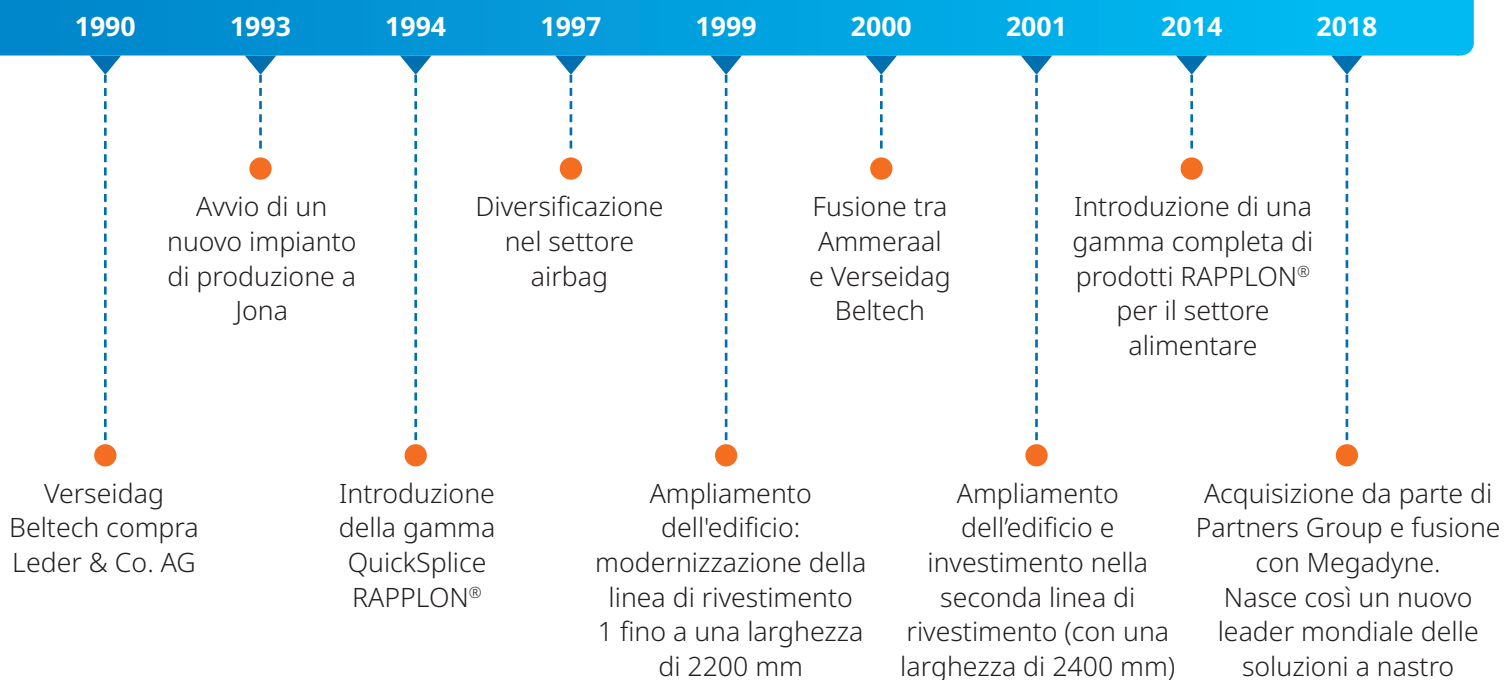 1990
1993
1994
1997
1999
2000
2001
2014
2018
Avvio di un
nuovo impianto
di produzione a
Jona
Diversificazione
nel settore
airbag
Fusione tra
Ammeraal
e Verseidag
Beltech
Introduzione di una
gamma completa di
prodotti RAPPLON®
per il settore
alimentare
Verseidag
Beltech compra
Leder & Co. AG
Introduzione
della gamma
QuickSplice
RAPPLON®
Ampliamento
dell'edificio:
modernizzazione della
linea di rivestimento
1 fino a una larghezza
di 2200 mm
Ampliamento
dell’edificio e
investimento nella
seconda linea di
rivestimento (con una
larghezza di 2400 mm)
Acquisizione da parte di
Partners Group e fusione
con Megadyne.
Nasce così un nuovo
leader mondiale delle
soluzioni a nastro